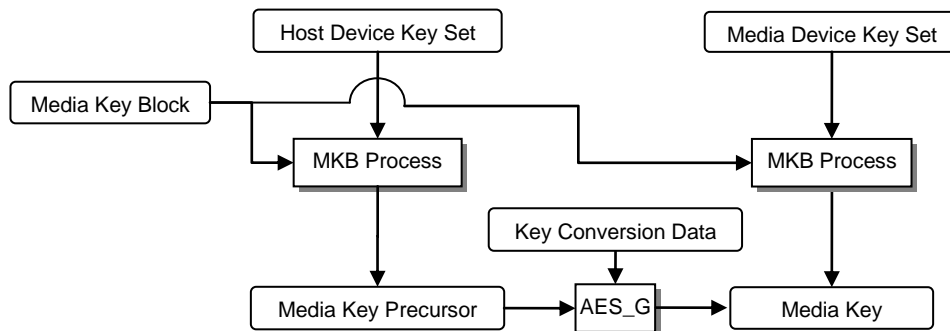 Host Device Key Set
Media Device Key Set
Media Key Block
MKB Process
MKB Process
Key Conversion Data
Media Key Precursor
AES_G
Media Key